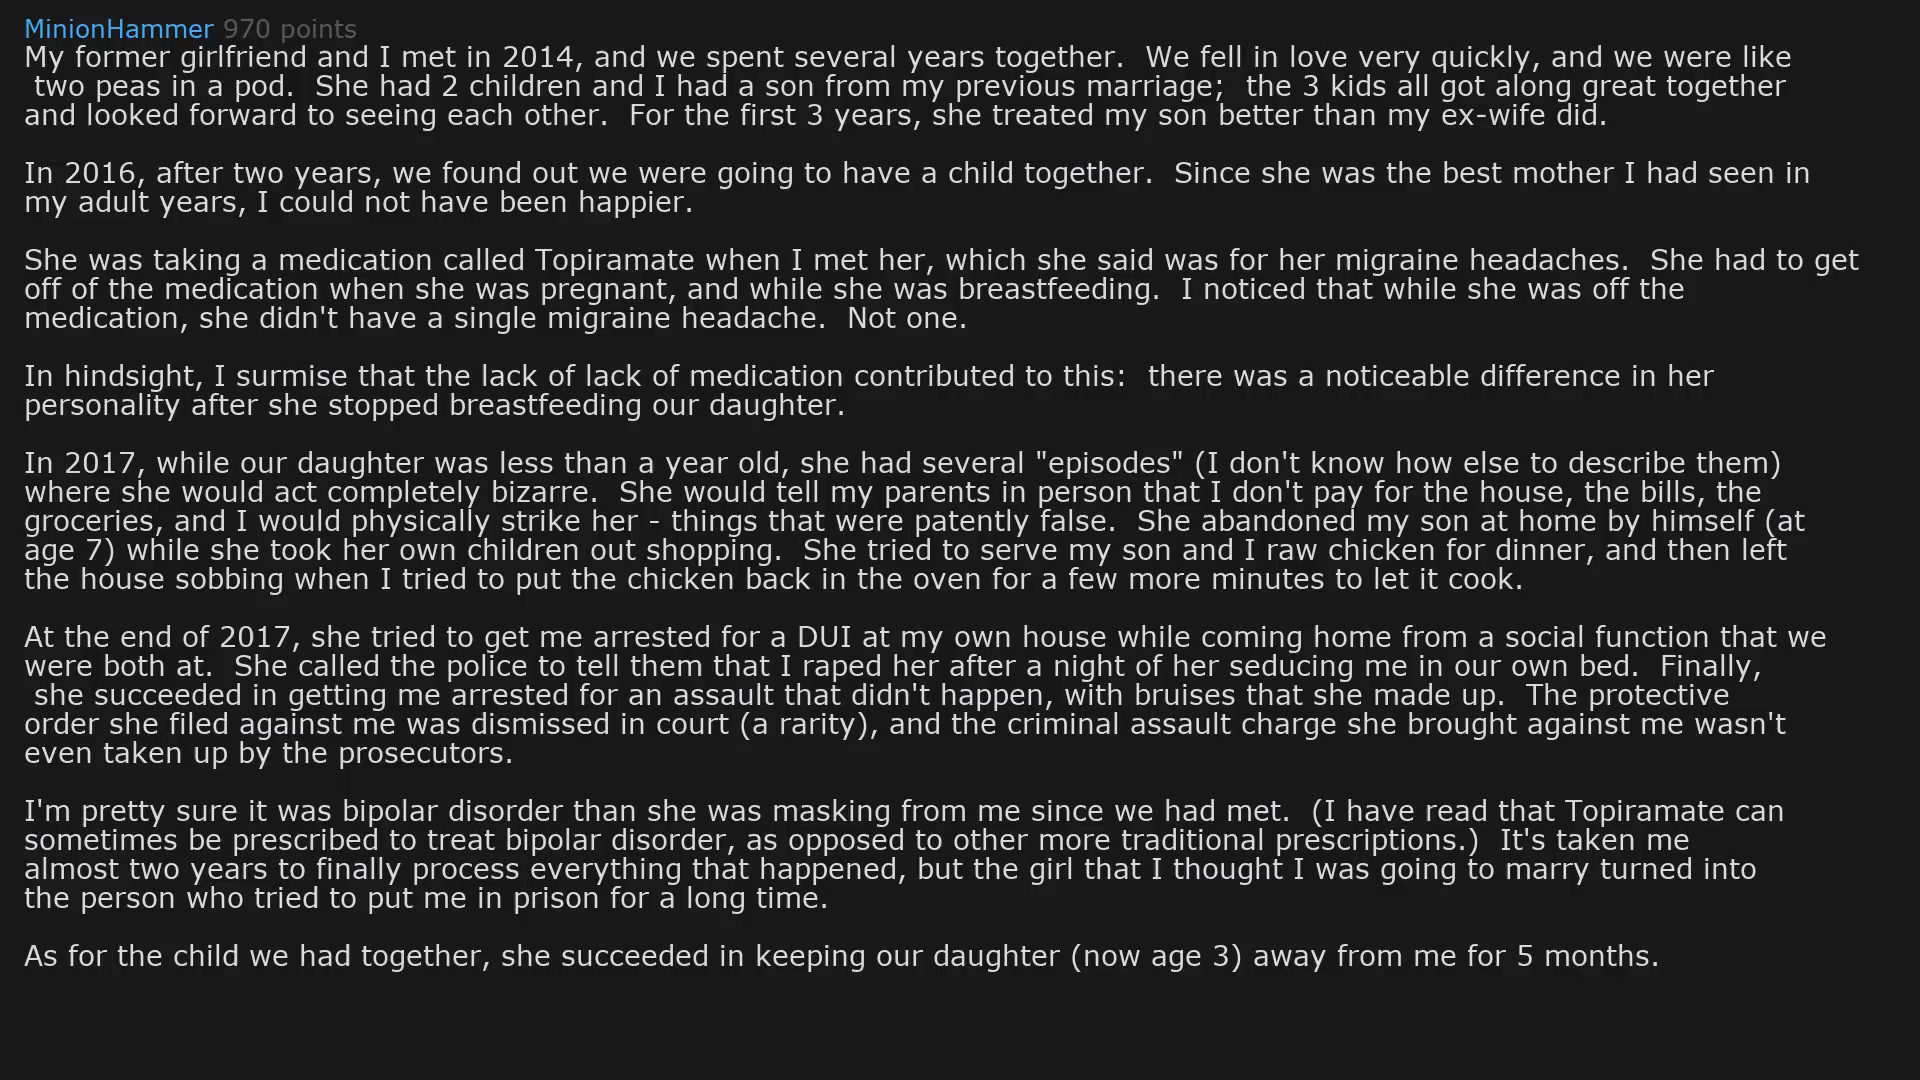 MinionHammer 970 points
My former girlfriend and I met in 2014, and we spent several years together.  We fell in love very quickly, and we were like
two peas in a pod.  She had 2 children and I had a son from my previous marriage;  the 3 kids all got along great together
and looked forward to seeing each other.  For the first 3 years, she treated my son better than my ex-wife did.
In 2016, after two years, we found out we were going to have a child together.  Since she was the best mother I had seen in
my adult years, I could not have been happier.
She was taking a medication called Topiramate when I met her, which she said was for her migraine headaches.  She had to get
off of the medication when she was pregnant, and while she was breastfeeding.  I noticed that while she was off the
medication, she didn't have a single migraine headache.  Not one.
In hindsight, I surmise that the lack of lack of medication contributed to this:  there was a noticeable difference in her
personality after she stopped breastfeeding our daughter.
In 2017, while our daughter was less than a year old, she had several "episodes" (I don't know how else to describe them)
where she would act completely bizarre.  She would tell my parents in person that I don't pay for the house, the bills, the
groceries, and I would physically strike her - things that were patently false.  She abandoned my son at home by himself (at
age 7) while she took her own children out shopping.  She tried to serve my son and I raw chicken for dinner, and then left
the house sobbing when I tried to put the chicken back in the oven for a few more minutes to let it cook.
At the end of 2017, she tried to get me arrested for a DUI at my own house while coming home from a social function that we
were both at.  She called the police to tell them that I raped her after a night of her seducing me in our own bed.  Finally,
she succeeded in getting me arrested for an assault that didn't happen, with bruises that she made up.  The protective
order she filed against me was dismissed in court (a rarity), and the criminal assault charge she brought against me wasn't
even taken up by the prosecutors.
I'm pretty sure it was bipolar disorder than she was masking from me since we had met.  (I have read that Topiramate can
sometimes be prescribed to treat bipolar disorder, as opposed to other more traditional prescriptions.)  It's taken me
almost two years to finally process everything that happened, but the girl that I thought I was going to marry turned into
the person who tried to put me in prison for a long time.
As for the child we had together, she succeeded in keeping our daughter (now age 3) away from me for 5 months.